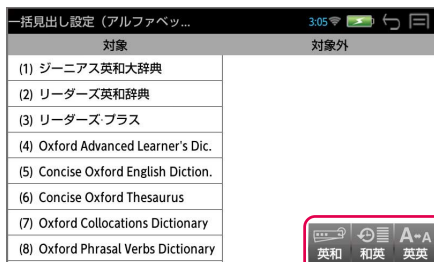 一括見出し設定（アルファベッ...
3:05
対象
対象外
(1) ジーニアス英和大辞典
(2) リーダーズ英和辞典
(3) リーダーズ·プラス
(4) Oxford Advanced Learner's Dic.
(5) Concise Oxford English Diction.
(6) Concise Oxford Thesaurus
(7) Oxford Collocations Dictionary
(8) Oxford Phrasal Verbs Dictionary
A↔A
英和 和英 英英